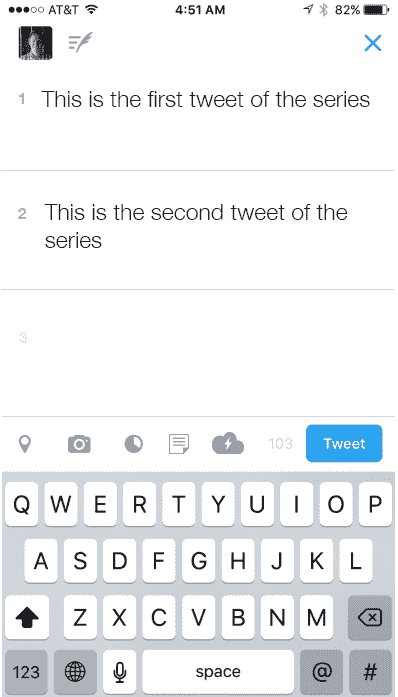 AT&T 4:51 AM 82%
1 This is the first tweet of the series
2 This is the second tweet of the
series
3
103 Tweet
Q W E R T Y U I O P
A S D F G H J K L
Z X C V B N M
123 space @ #